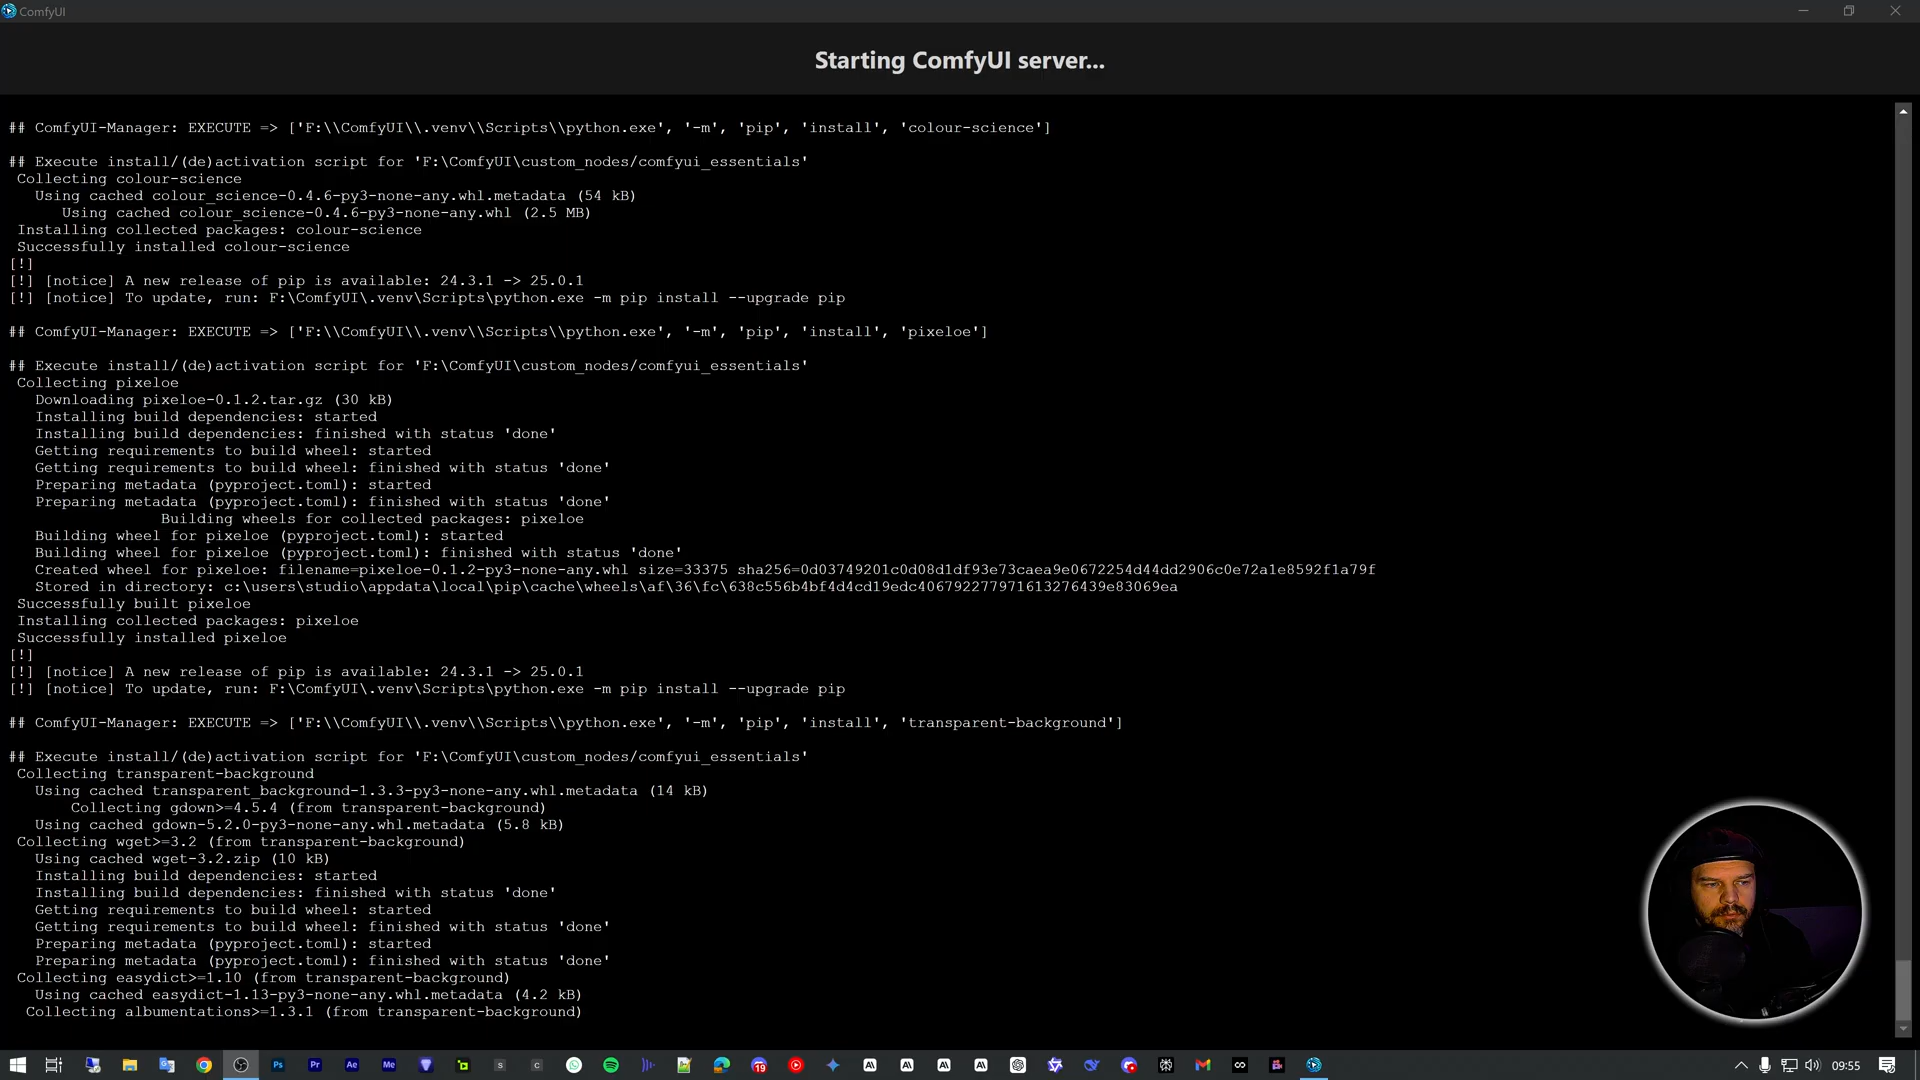 ComfyUI
Starting ComfyUI server...
## ComfyUI-Manager: EXECUTE => ['F:\\ComfyUI\\.venv\\Scripts\\python.exe', '-m', 'pip', 'install', 'colour-science']
## Execute install/(de)activation script for 'F:\ComfyUI\custom_nodes/comfyui_essentials'
Collecting colour-science
Using cached colour_science-0.4.6-py3-none-any.whl.metadata (54 kB)
Using cached colour_science-0.4.6-py3-none-any.whl (2.5 MB)
Installing collected packages: colour-science
Successfully installed colour-science
[!]
[!] [notice] A new release of pip is available: 24.3.1 -> 25.0.1
[!] [notice] To update, run: F:\ComfyUI\.venv\Scripts\python.exe -m pip install --upgrade pip
## ComfyUI-Manager: EXECUTE => ['F:\\ComfyUI\\.venv\\Scripts\\python.exe', '-m', 'pip', 'install', 'pixeloe']
## Execute install/(de)activation script for 'F:\ComfyUI\custom_nodes/comfyui_essentials'
Collecting pixeloe
Downloading pixeloe-0.1.2.tar.gz (30 kB)
Installing build dependencies: started
Installing build dependencies: finished with status 'done'
Getting requirements to build wheel: started
Getting requirements to build wheel: finished with status 'done'
Preparing metadata (pyproject.toml): started
Preparing metadata (pyproject.toml): finished with status 'done'
Building wheels for collected packages: pixeloe
Building wheel for pixeloe (pyproject.toml): started
Building wheel for pixeloe (pyproject.toml): finished with status 'done'
Created wheel for pixeloe: filename=pixeloe-0.1.2-py3-none-any.whl size=33375 sha256=0d03749201c0d08d1df93e73caea9e0672254d44dd2906c0e72a1e8592f1a79f
Stored in directory: c:\users\studio\appdata\local\pip\cache\wheels\af\36\fc\638c556b4bf4d4cd19edc406792277971613276439e83069ea
Successfully built pixeloe
Installing collected packages: pixeloe
Successfully installed pixeloe
[!]
[!] [notice] A new release of pip is available: 24.3.1 -> 25.0.1
[!] [notice] To update, run: F:\ComfyUI\.venv\Scripts\python.exe -m pip install --upgrade pip
## ComfyUI-Manager: EXECUTE => ['F:\\ComfyUI\\.venv\\Scripts\\python.exe', '-m', 'pip', 'install', 'transparent-background']
## Execute install/(de)activation script for 'F:\ComfyUI\custom_nodes/comfyui_essentials'
Collecting transparent-background
Using cached transparent_background-1.3.3-py3-none-any.whl.metadata (14 kB)
Collecting gdown>=4.5.4 (from transparent-background)
Using cached gdown-5.2.0-py3-none-any.whl.metadata (5.8 kB)
Collecting wget>=3.2 (from transparent-background)
Using cached wget-3.2.zip (10 kB)
Installing build dependencies: started
Installing build dependencies: finished with status 'done'
Getting requirements to build wheel: started
Getting requirements to build wheel: finished with status 'done'
Preparing metadata (pyproject.toml): started
Preparing metadata (pyproject.toml): finished with status 'done'
Collecting easydict>=1.10 (from transparent-background)
Using cached easydict-1.13-py3-none-any.whl.metadata (4.2 kB)
Collecting albumentations>=1.3.1 (from transparent-background)
Ps Pr Ae Me S C 19 AI AI AI AI 09:55